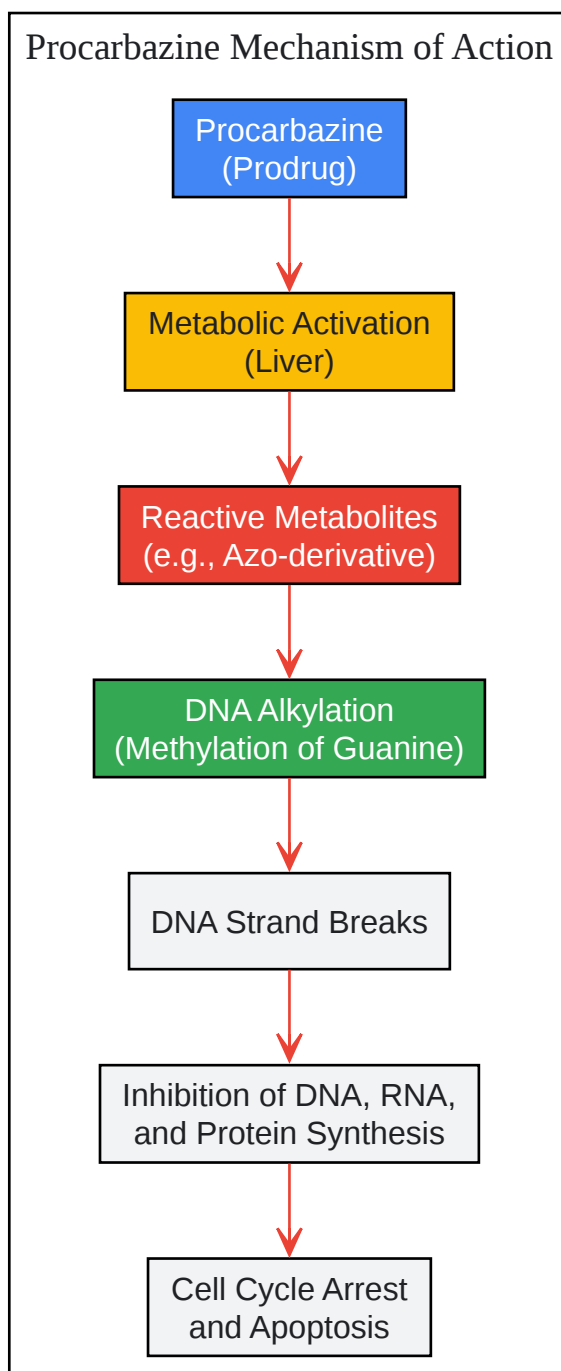 Procarbazine Mechanism of Action
Procarbazine
(Prodrug)
Metabolic Activation
(Liver)
Reactive Metabolites
(e.g., Azo-derivative)
DNA Alkylation
(Methylation of Guanine)
DNA Strand Breaks
Inhibition of DNA, RNA,
and Protein Synthesis
Cell Cycle Arrest
and Apoptosis